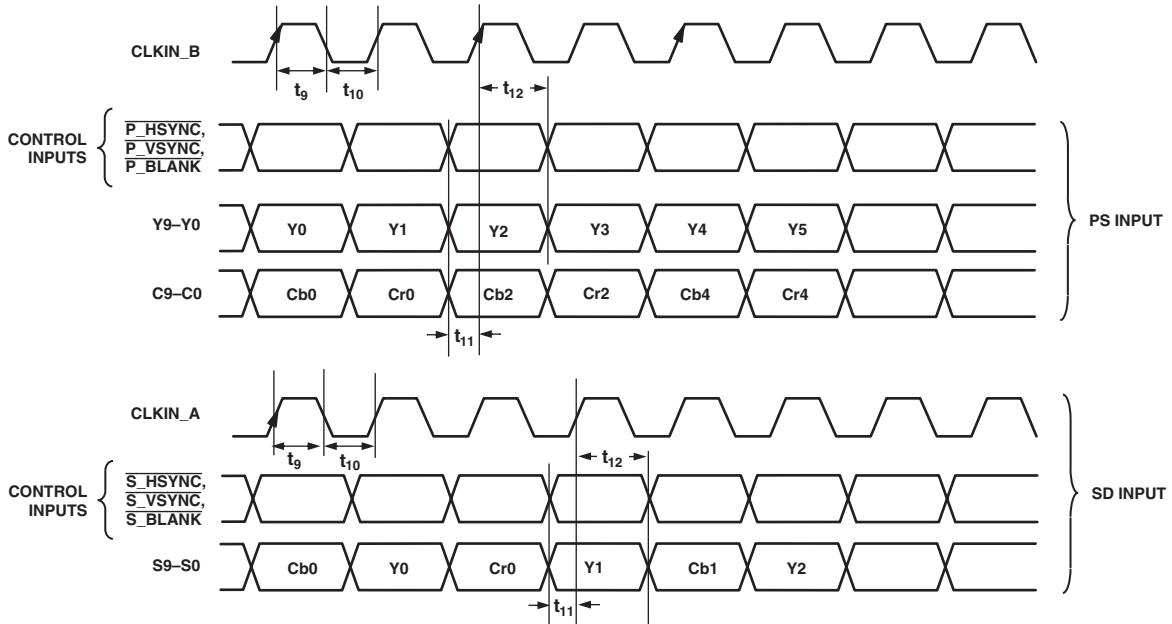 CLKIN_B
t9 t10 t12
CONTROL INPUTS
P_HSYNC,
P_VSYNC,
P_BLANK
Y9–Y0 Y0 Y1 Y2 Y3 Y4 Y5
PS INPUT
C9–C0 Cb0 Cr0 Cb2 Cr2 Cb4 Cr4
t11
CLKIN_A
t9 t10 t12
CONTROL INPUTS
S_HSYNC,
S_VSYNC,
S_BLANK
SD INPUT
S9–S0 Cb0 Y0 Cr0 Y1 Cb1 Y2
t11